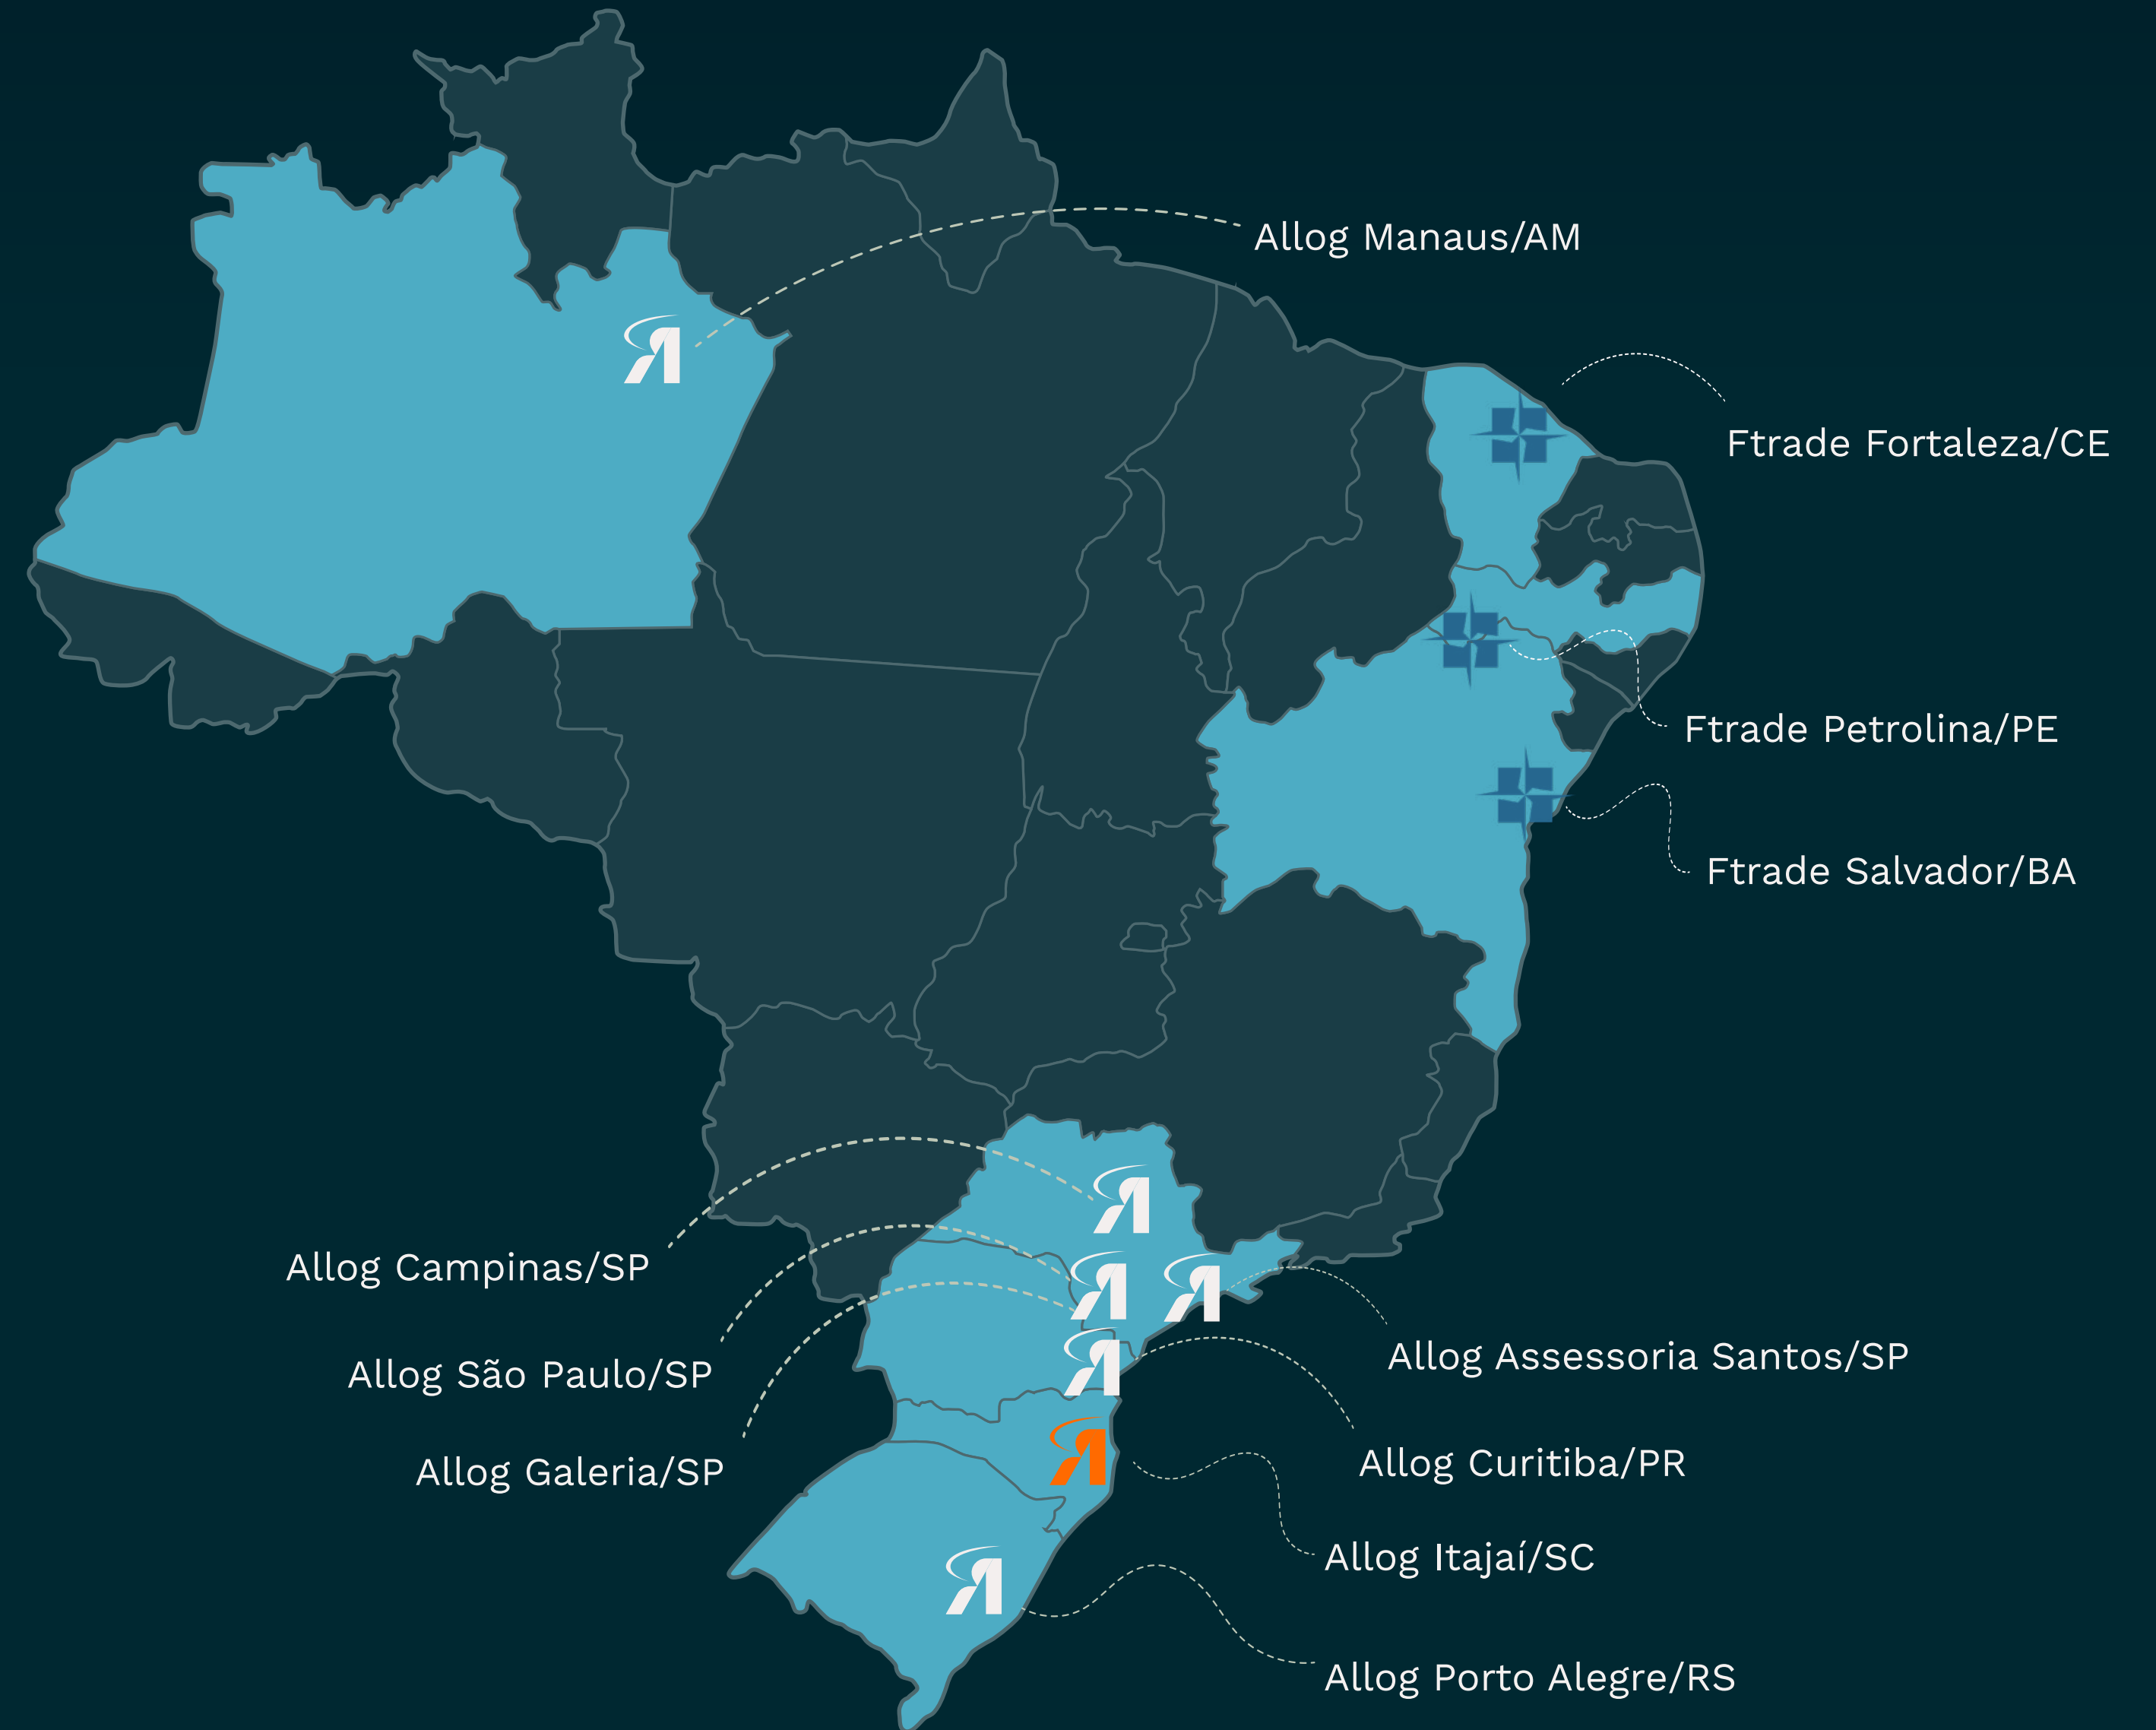 Allog Manaus/AM
Ftrade Fortaleza/CE
Ftrade Petrolina/PE
Ftrade Salvador/BA
Allog Campinas/SP
Allog São Paulo/SP
Allog Galeria/SP
Allog Assessoria Santos/SP
Allog Curitiba/PR
Allog Itajaí/SC
Allog Porto Alegre/RS